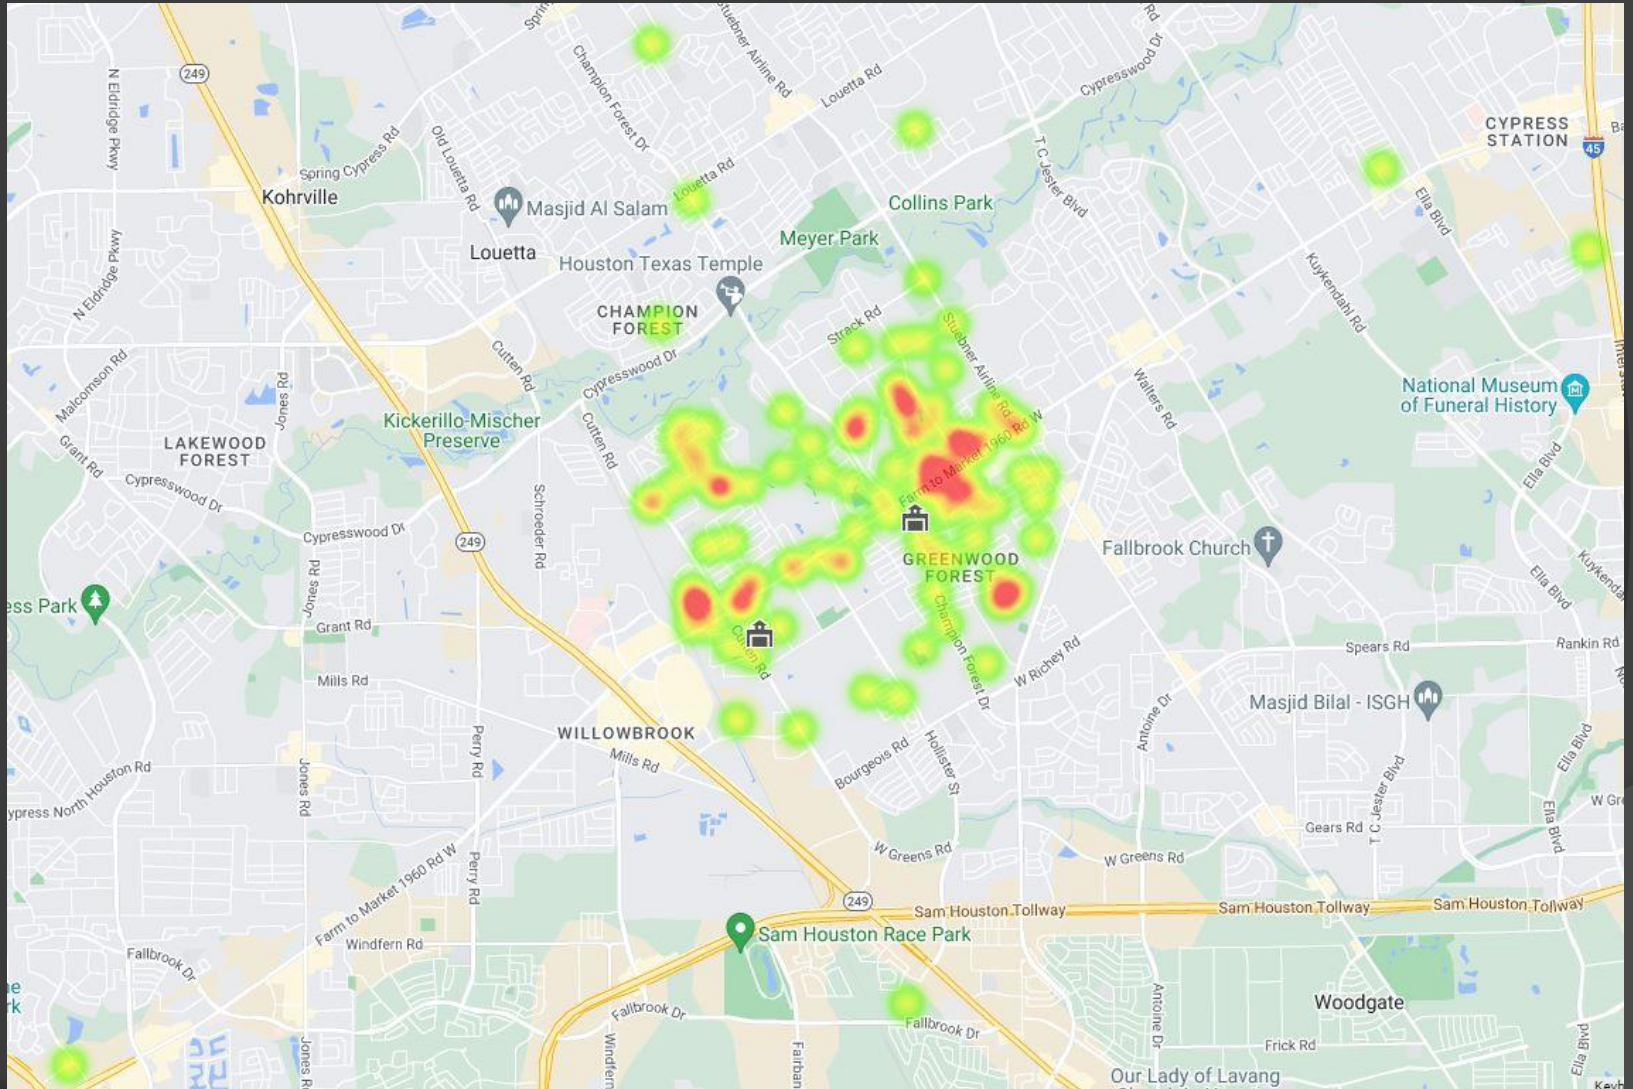 Spring
Stuebner Airline Rd
Rd
249
Champion Forest Dr
Louetta Rd
Cypresswood Dr
N Eldridge Pkwy
CYPRESS
STATION
45
Spring Cypress Rd
Old Louetta Rd
T C Jester Blvd
Louetta Rd
Kohrville
Masjid Al Salam
Collins Park
Ella Blvd
Meyer Park
Louetta
Houston Texas Temple
N Eldridge Pkwy
Kuykendahl Rd
CHAMPION
FOREST
Strack Rd
Stuebner Airline Rd
Cutten Rd
Cypresswood Dr
Malcomson Rd
Jones Rd
Walters Rd
National Museum
of Funeral History
Kickerillo-Mischer
Preserve
Cutten Rd
Farm to Market 1960 Rd W
LAKEWOOD
FOREST
Grant Rd
Ella Blvd
Cypresswood Dr
Schroeder Rd
Cypresswood Dr
249
Fallbrook Church
GREENWOOD
FOREST
Jones Rd
Ella Blvd
ess Park
Grant Rd
Cutten Rd
Champion Forest Dr
Spears Rd
Rankin Rd
W Richey Rd
Mills Rd
Masjid Bilal - ISGH
Antoine Dr
WILLOWBROOK
Mills Rd
Perry Rd
Bourgeois Rd
Hollister St
Ella Blvd
ypress North Houston Rd
Jones Rd
T C Jester Blvd
W Gre
Gears Rd
Ella Blvd
W Greens Rd
W Greens Rd
Farm to Market 1960 Rd W
Perry Rd
249
Sam Houston Tollway
Sam Houston Tollway
Sam Houston Tollway
Sam Houston Race Park
Windfern Rd
Fallbrook Dr
Woodgate
Fallbrook Dr
Fallbrook Dr
Antoine Dr
Frick Rd
Ella Blvd
Jones R
Windfern
Fairban
Our Lady of Lavang